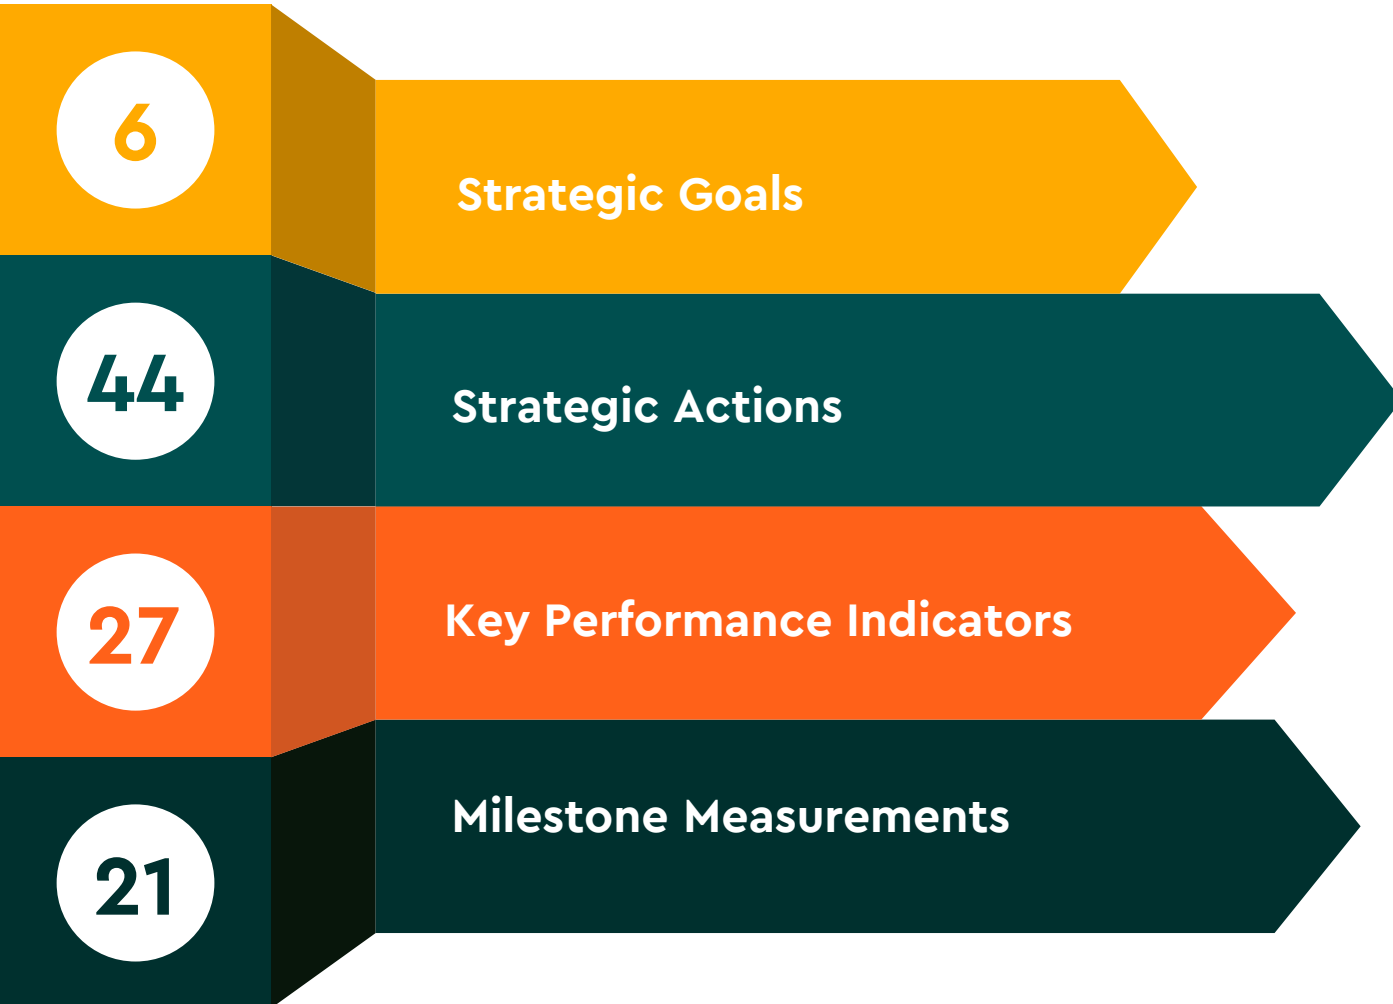 6
Strategic Goals
44
Strategic Actions
27
Key Performance Indicators
21
Milestone Measurements